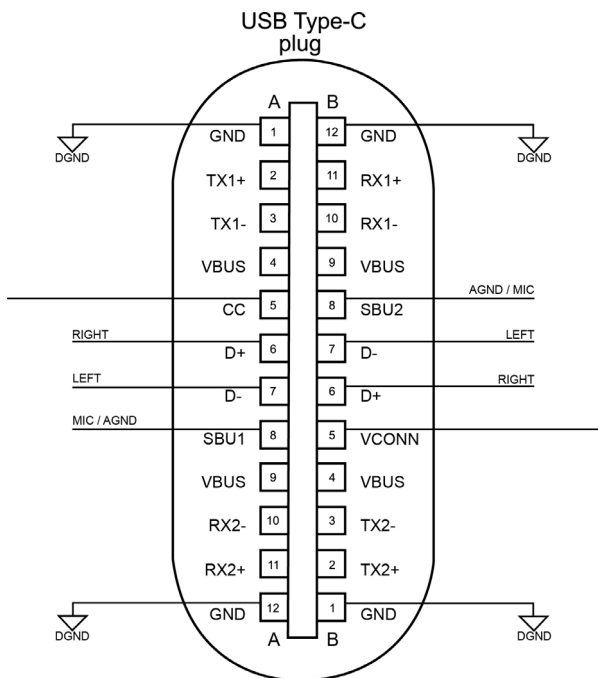 USB Type-C
plug
A B
GND 1 12 GND
DGND DGND
TX1+ 2 11 RX1+
TX1- 3 10 RX1-
VBUS 4 9 VBUS
AGND / MIC
CC 5 8 SBU2
RIGHT LEFT
D+ 6 7 D-
LEFT RIGHT
D- 7 6 D+
MIC / AGND
SBU1 8 5 VCONN
VBUS 9 4 VBUS
RX2- 10 3 TX2-
RX2+ 11 2 TX2+
GND 12 1 GND
DGND DGND
A B